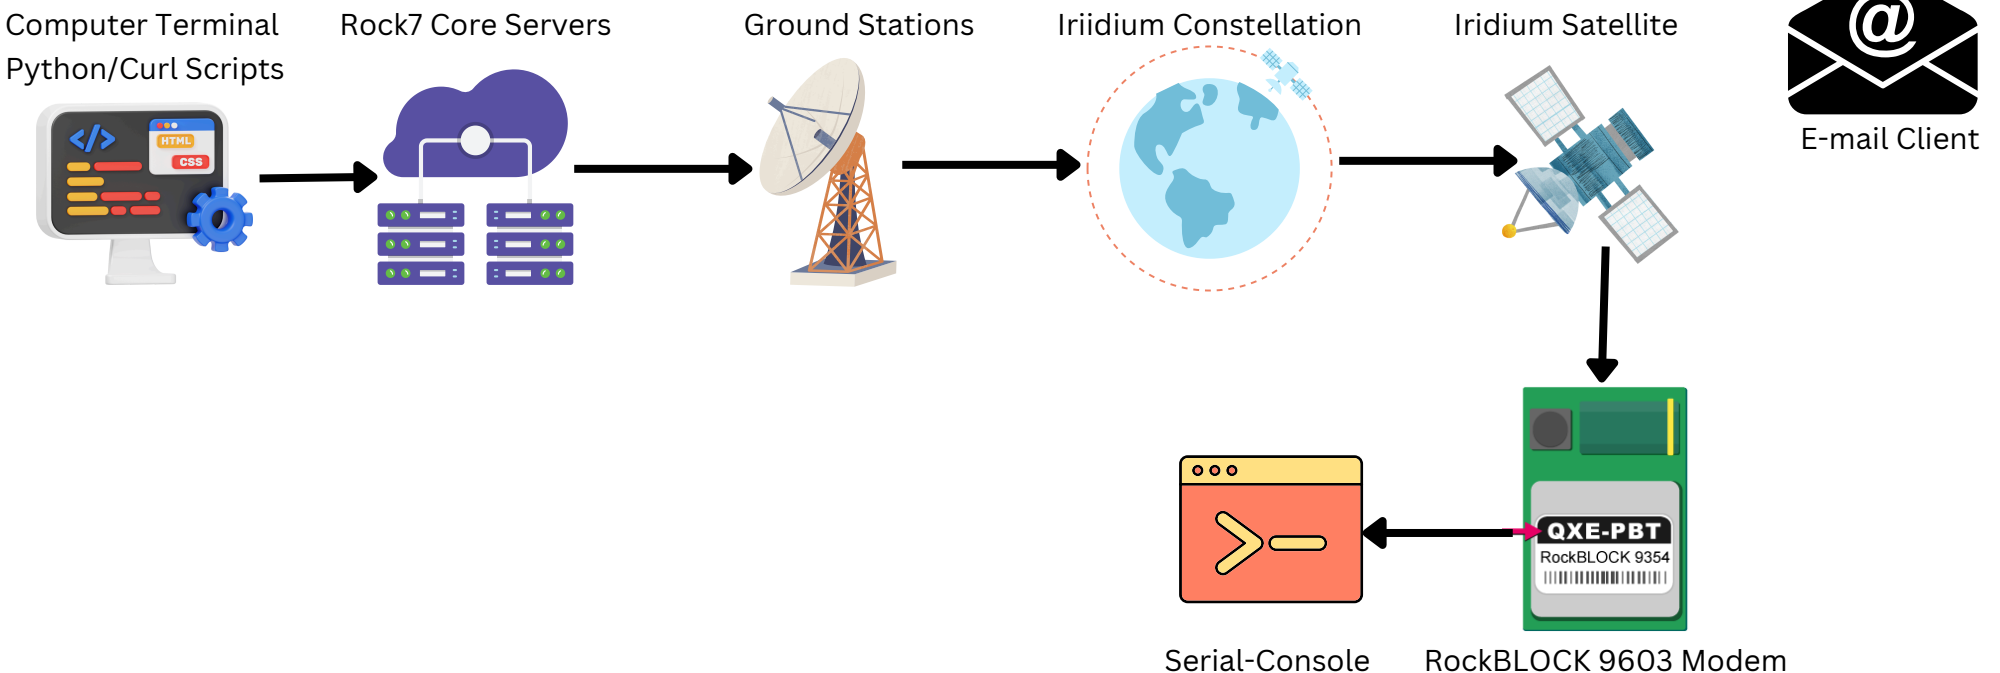 Computer Terminal
Python/Curl Scripts
Rock7 Core Servers
Ground Stations
Iriidium Constellation
Iridium Satellite
@
E-mail Client
</>
HTML
CSS
QXE-PBT
RockBLOCK 9354
Serial-Console
RockBLOCK 9603 Modem